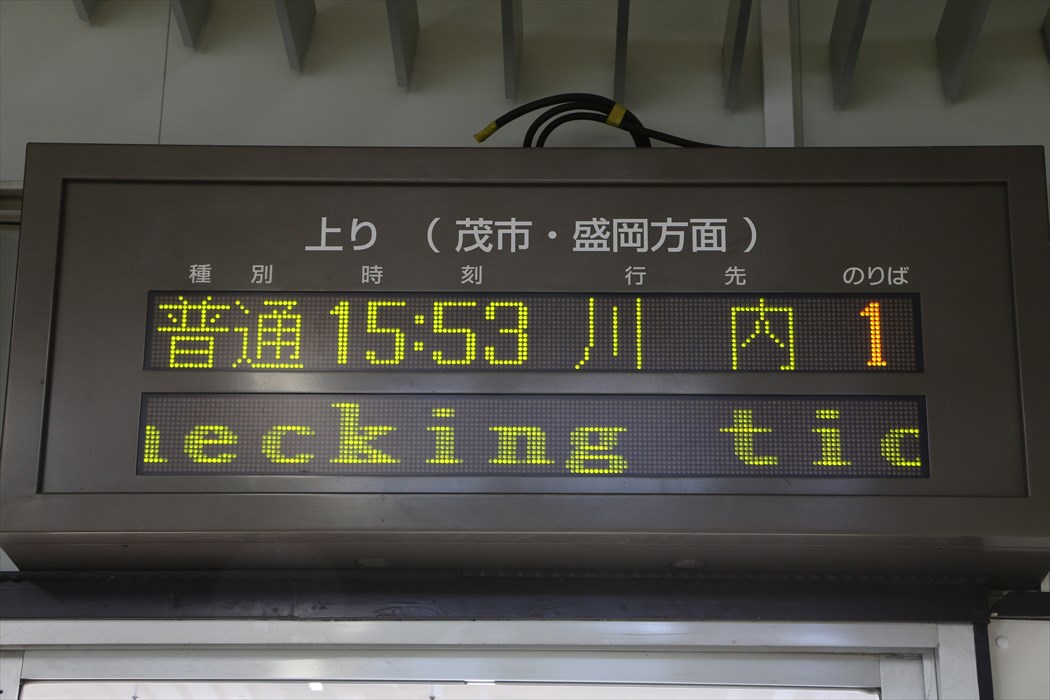 上り （茂市・盛岡方面）
種別 時刻 行先 のりば
普通 15:53 川内 1
hecking tic